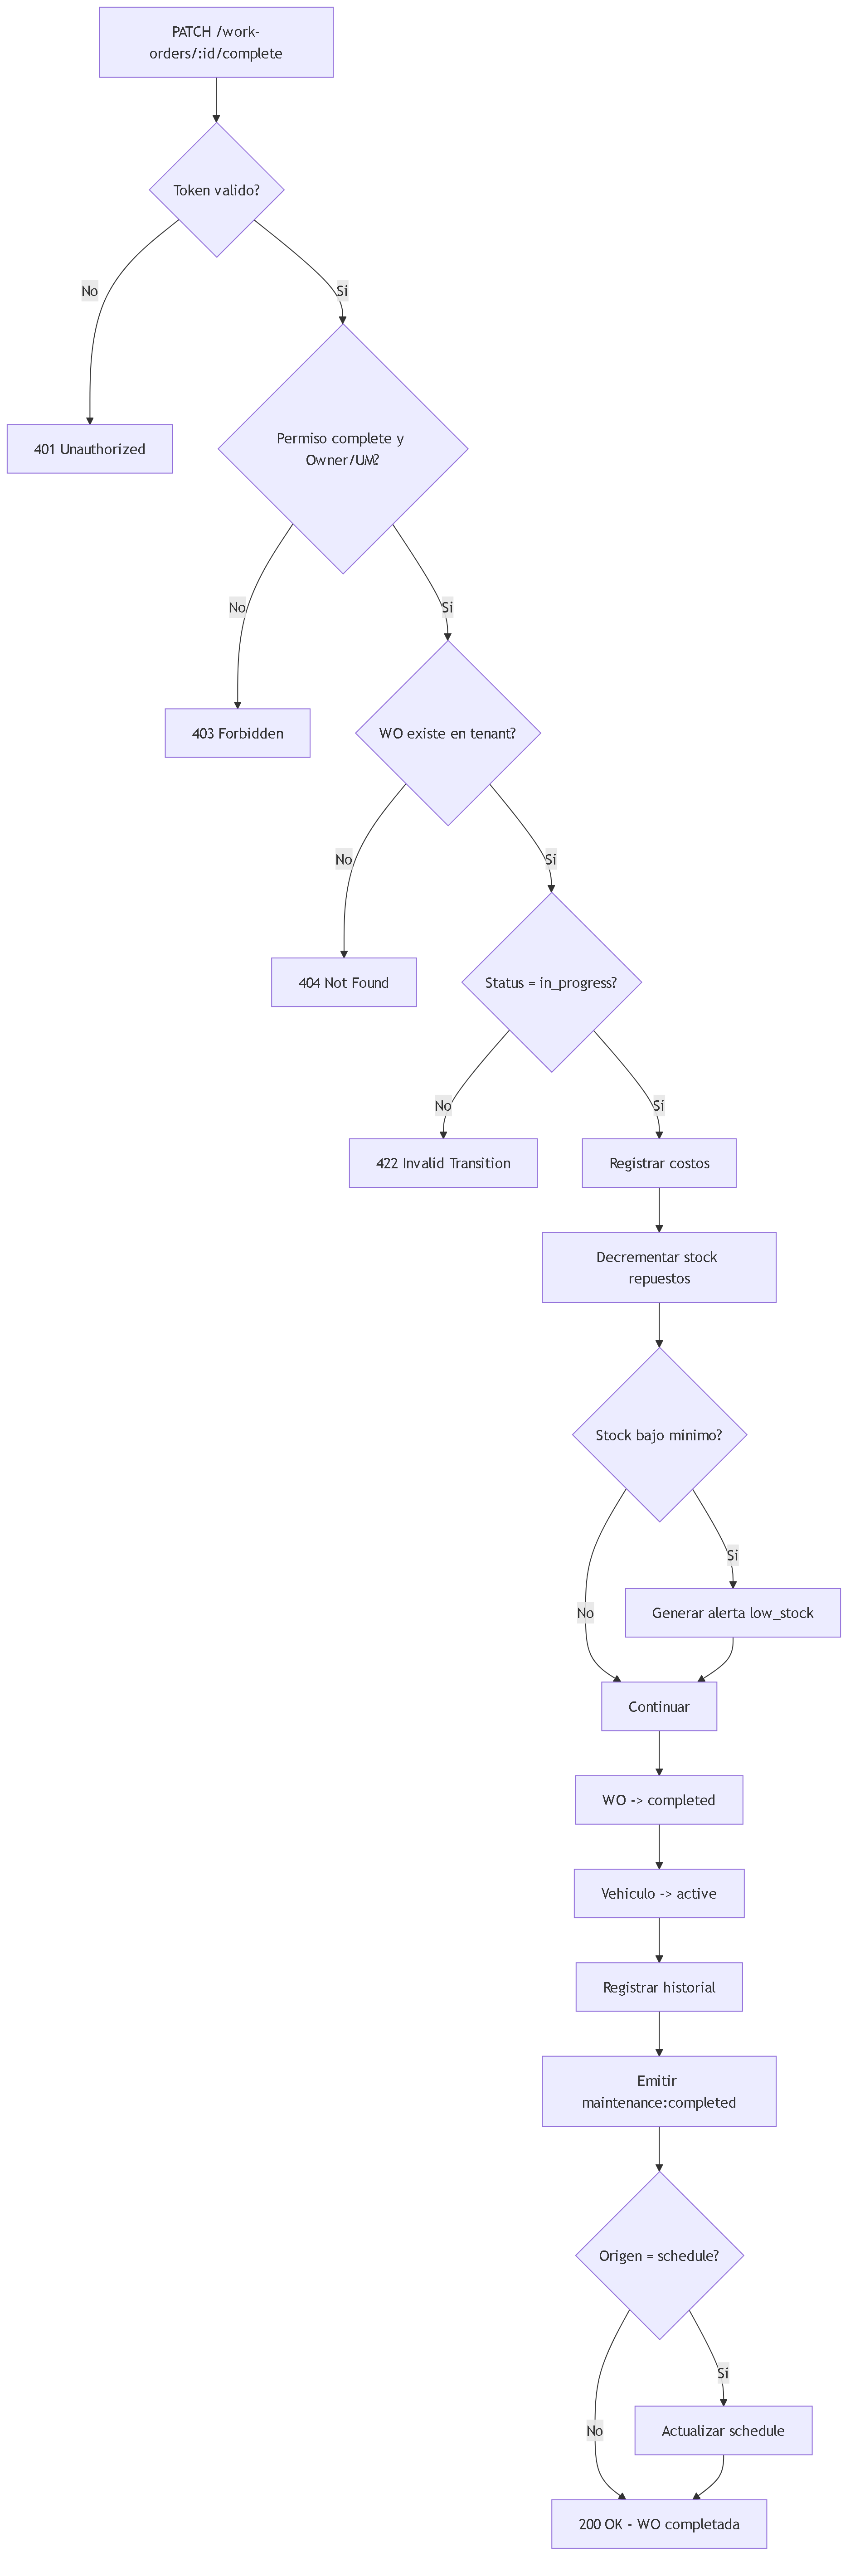 PATCH /work-
orders/:id/complete
Token valido?
No
Si
401 Unauthorized
Permiso complete y
Owner/UM?
No
Si
403 Forbidden
WO existe en tenant?
No
Si
404 Not Found
Status = in_progress?
No
Si
422 Invalid Transition
Registrar costos
Decrementar stock
repuestos
Stock bajo minimo?
Si
No
Generar alerta low_stock
Continuar
WO -> completed
Vehiculo -> active
Registrar historial
Emitir
maintenance:completed
Origen = schedule?
Si
No
Actualizar schedule
200 OK - WO completada